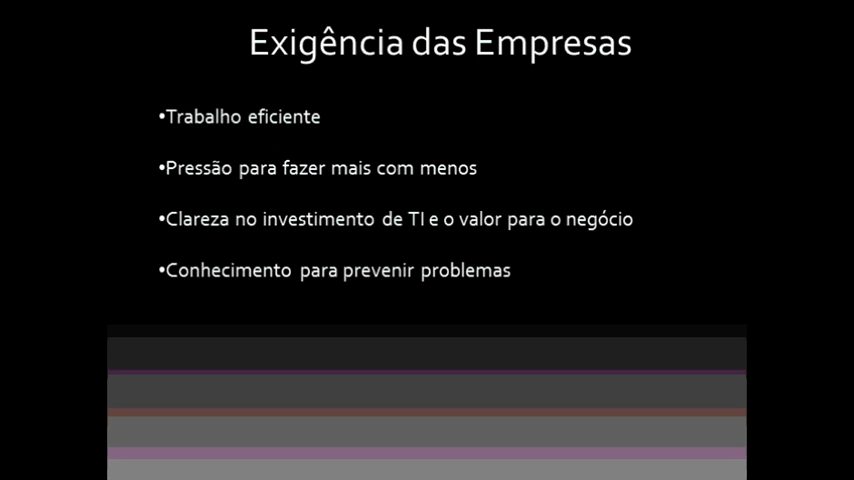 Exigência das Empresas
•Trabalho eficiente
•Pressão para fazer mais com menos
•Clareza no investimento de TI e o valor para o negócio
•Conhecimento para prevenir problemas